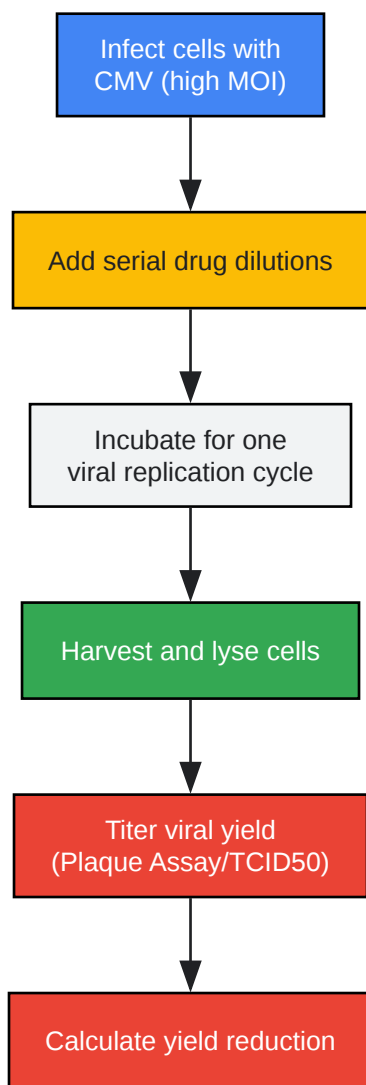 Infect cells with
CMV (high MOI)
Add serial drug dilutions
Incubate for one
viral replication cycle
Harvest and lyse cells
Titer viral yield
(Plaque Assay/TCID50)
Calculate yield reduction